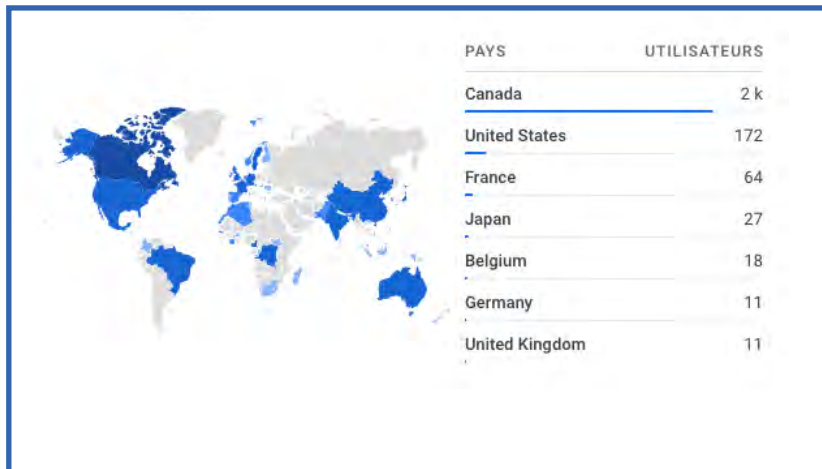 PAYS UTILISATEURS
Canada 2 k
United States 172
France 64
Japan 27
Belgium 18
Germany 11
United Kingdom 11